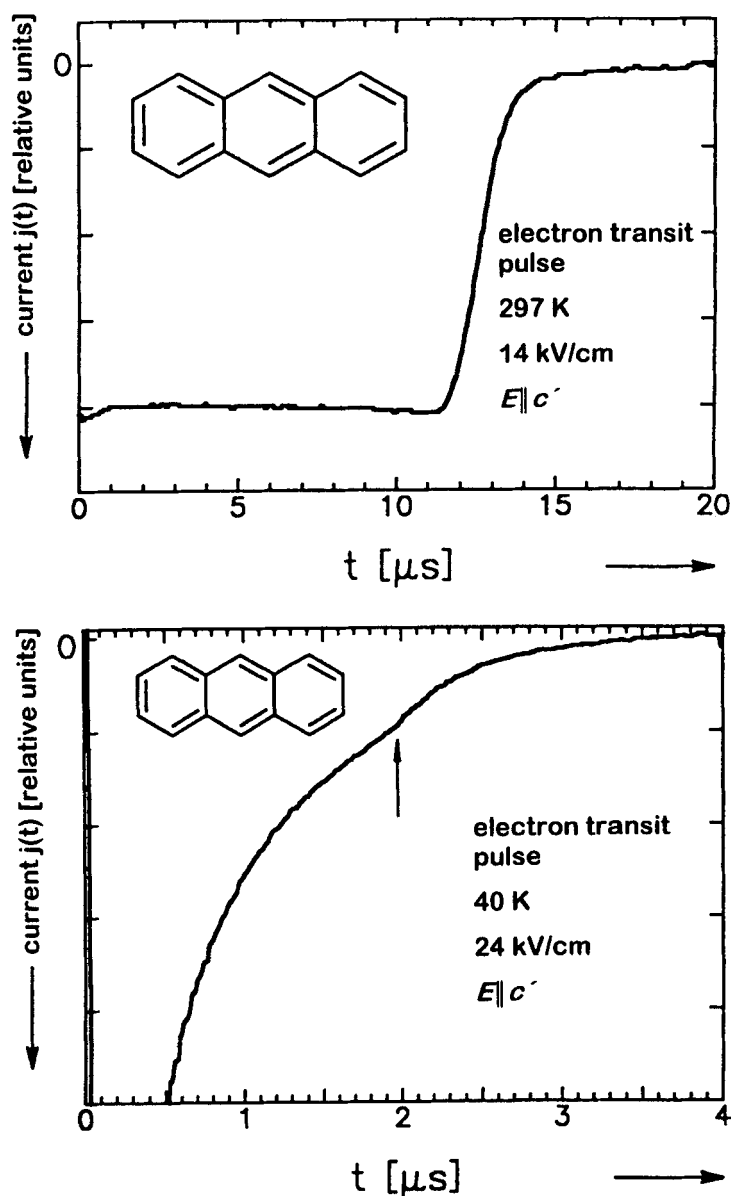 0
current j(t) [relative units]
electron transit
pulse
297 K
14 kV/cm
E∥c´
0 5 10 15 20
t [μs]
0
current j(t) [relative units]
electron transit
pulse
40 K
24 kV/cm
E∥c´
0 1 2 3 4
t [μs]